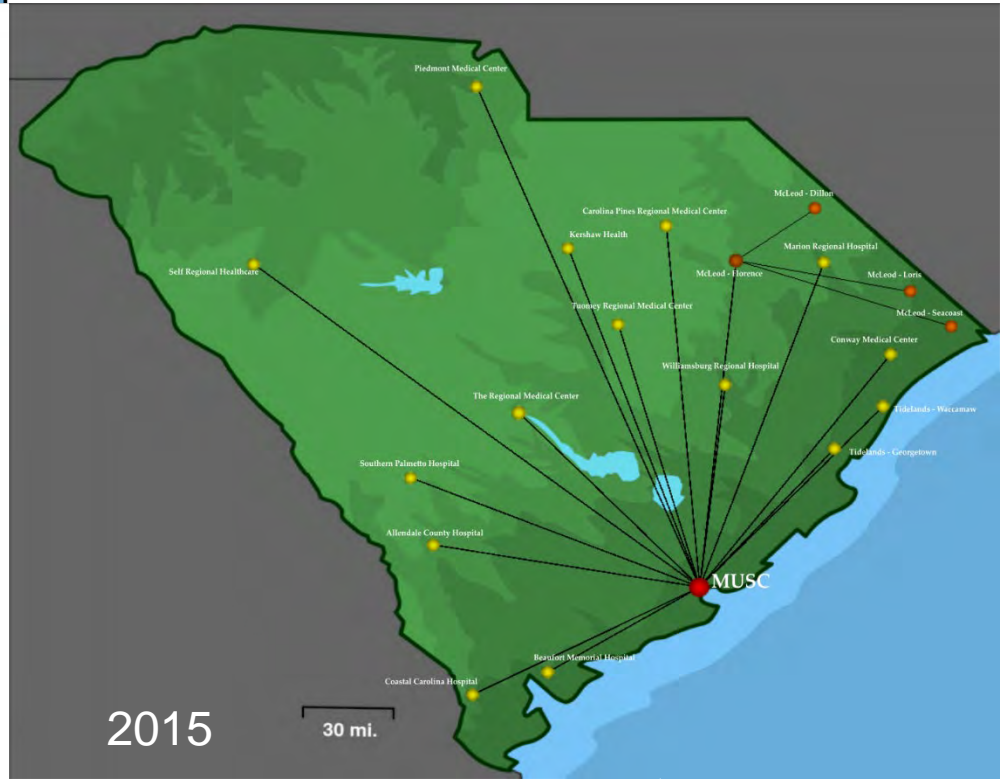 Piedmont Medical Center
McLeod - Dillon
Carolina Pines Regional Medical Center
Kershaw Health
Marion Regional Hospital
Self Regional Healthcare
McLeod - Florence
McLeod - Loris
Tuomey Regional Medical Center
McLeod - Seacoast
Conway Medical Center
Williamsburg Regional Hospital
The Regional Medical Center
Tidelands - Waccamaw
Tidelands - Georgetown
Southern Palmetto Hospital
Allendale County Hospital
MUSC
Beaufort Memorial Hospital
Coastal Carolina Hospital
2015
30 mi.